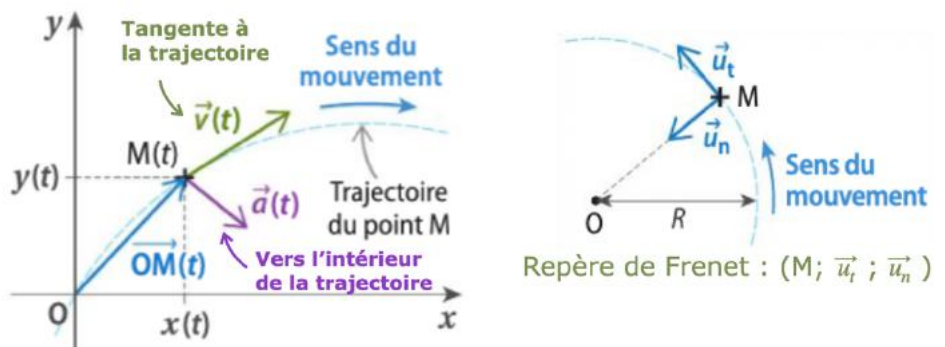 y
Tangente à
la trajectoire
Sens du
mouvement
v⃗(t)
M(t)
y(t)
a⃗(t)
Trajectoire
du point M
OM⃗(t)
Vers l'intérieur
de la trajectoire
O
x(t)
x
u⃗t
M
u⃗n
Sens du
mouvement
O
R
Repère de Frenet : (M; u⃗t ; u⃗n )